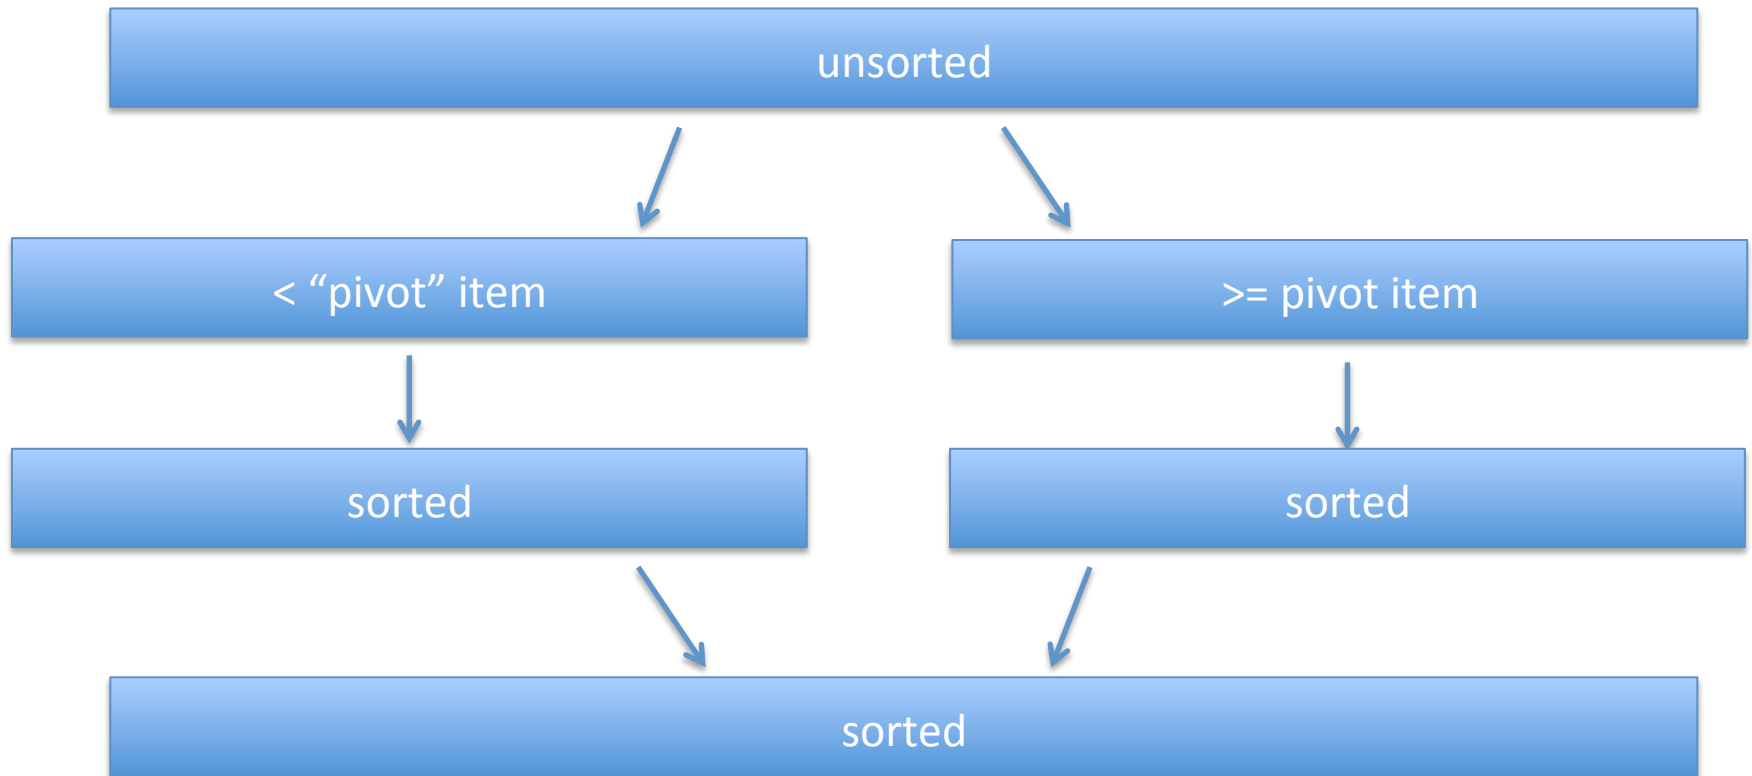 unsorted
< “pivot” item
>= pivot item
sorted
sorted
sorted